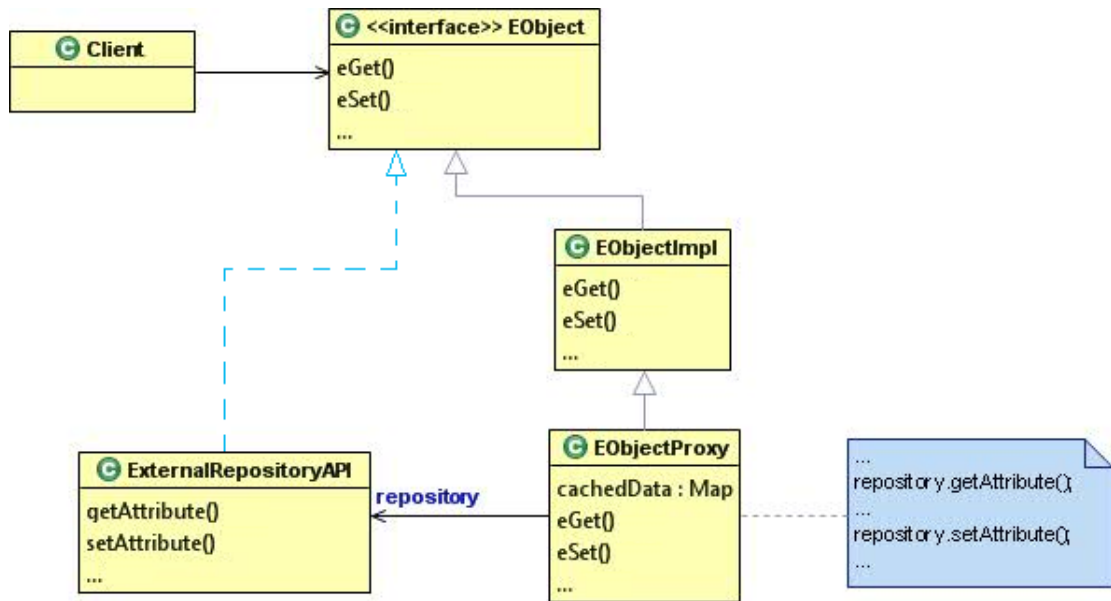 C Client
C <<interface>> EObject
eGet()
eSet()
...
C EObjectImpl
eGet()
eSet()
...
C ExternalRepositoryAPI
getAttribute()
setAttribute()
...
repository
C EObjectProxy
cachedData : Map
eGet()
eSet()
...
...
repository.getAttribute();
...
repository.setAttribute();
...